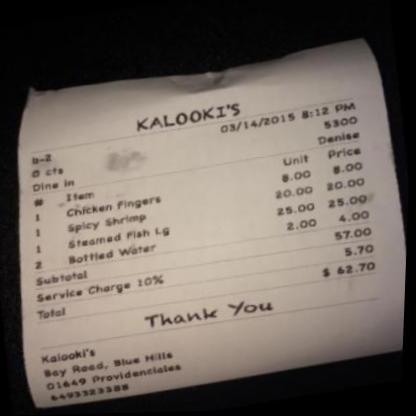 KALOOKI'S
03/14/2015 8:12 PM
b-2 5300
0 cts Denise
Dine in
# Item Unit Price
1 Chicken Fingers 8.00 8.00
1 Spicy Shrimp 20.00 20.00
1 Steamed Fish Lg 25.00 25.00
2 Bottled Water 2.00 4.00
Subtotal 57.00
Service Charge 10% 5.70
Total $ 62.70
Thank You
Kalooki's
Bay Road, Blue Hills
01649 Providenciales
6493323388